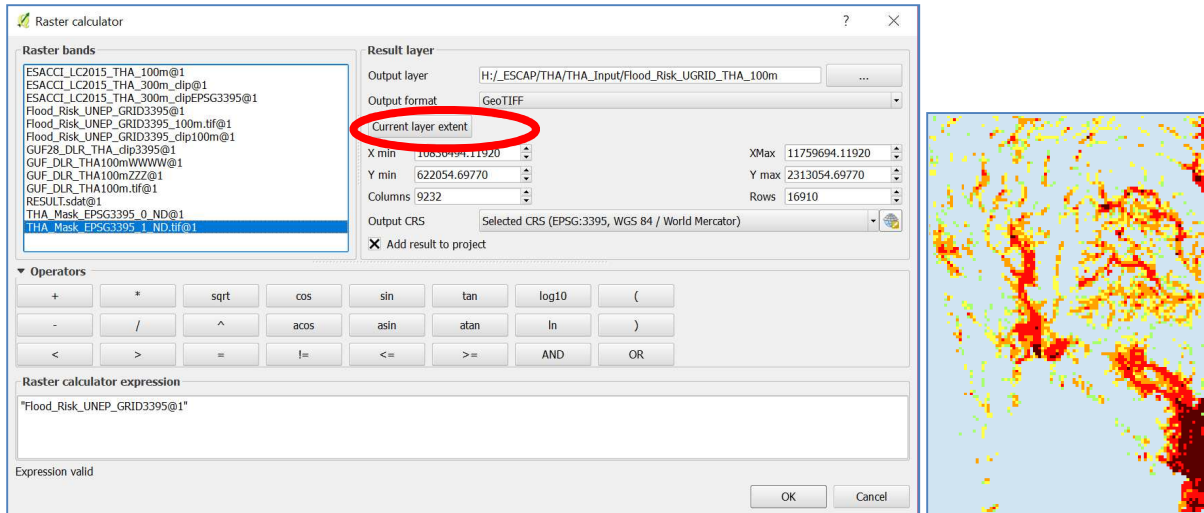 Raster calculator
?
Raster bands
ESACCI_LC2015_THA_100m@1
ESACCI_LC2015_THA_300m_clip@1
ESACCI_LC2015_THA_300m_clipEPSG3395@1
Flood_Risk_UNEP_GRID3395@1
Flood_Risk_UNEP_GRID3395_100m.tif@1
Flood_Risk_UNEP_GRID3395_clip100m@1
GUF28_DLR_THA_clip3395@1
GUF_DLR_THA100mWWWW@1
GUF_DLR_THA100mZZZ@1
GUF_DLR_THA100m.tif@1
RESULT.sdat@1
THA_Mask_EPSG3395_0_ND@1
THA_Mask_EPSG3395_1_ND.tif@1
Result layer
Output layer H:/_ESCAP/THA/THA_Input/Flood_Risk_UGRID_THA_100m ...
Output format GeoTIFF
Current layer extent
X min 10836494.11920 XMax 11759694.11920
Y min 622054.69770 Y max 2313054.69770
Columns 9232 Rows 16910
Output CRS Selected CRS (EPSG:3395, WGS 84 / World Mercator)
Add result to project
Operators
+ * sqrt cos sin tan log10 (
- / ^ acos asin atan ln )
< > = != <= >= AND OR
Raster calculator expression
"Flood_Risk_UNEP_GRID3395@1"
Expression valid
OK Cancel